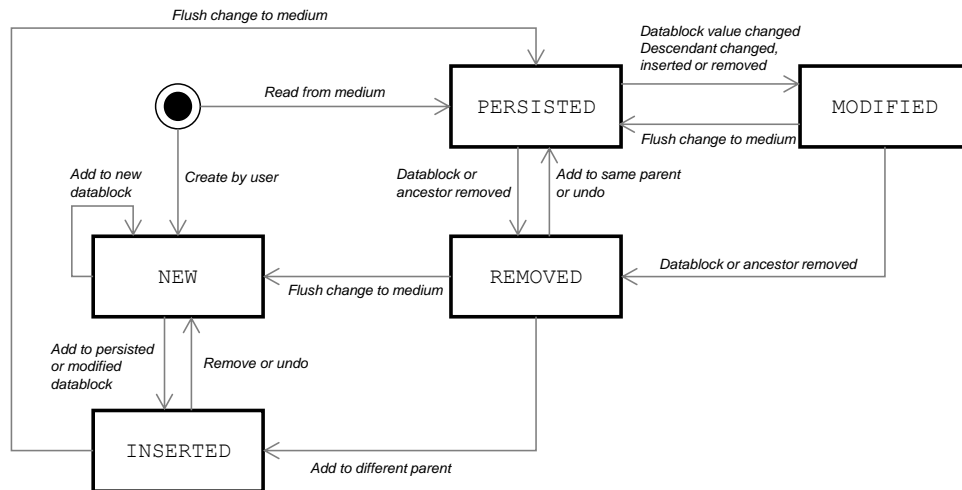 Flush change to medium
Datablock value changed
Descendant changed,
inserted or removed
Read from medium
PERSISTED
MODIFIED
Flush change to medium
Add to new
datablock
Create by user
Datablock or
ancestor removed
Add to same parent
or undo
NEW
REMOVED
Datablock or ancestor removed
Flush change to medium
Add to persisted
or modified
datablock
Remove or undo
INSERTED
Add to different parent